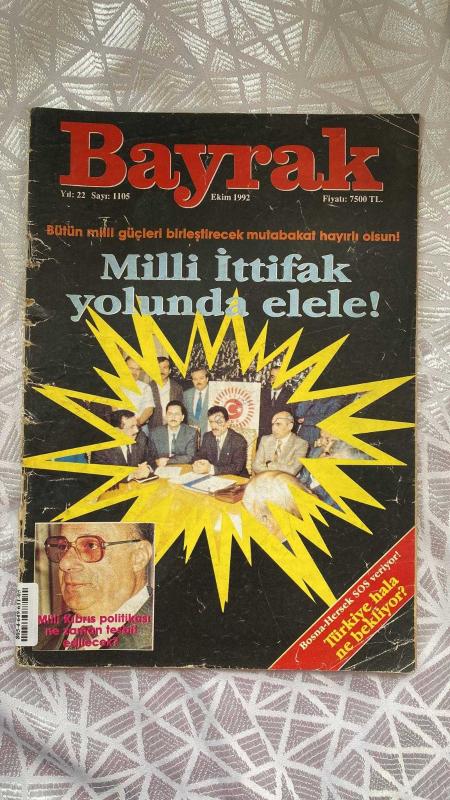 Bayrak
Yıl: 22 Sayı: 1105 Ekim 1992 Fiyatı: 7500 TL.
Bütün milli güçleri birleştirecek mutabakat hayırlı olsun!
Milli İttifak
yolunda elele!
Milli Kıbrıs politikası
ne zaman tesbit
edilecek?
Bosna-Hersek SOS veriyor!
Türkiye hala
ne bekliyor?